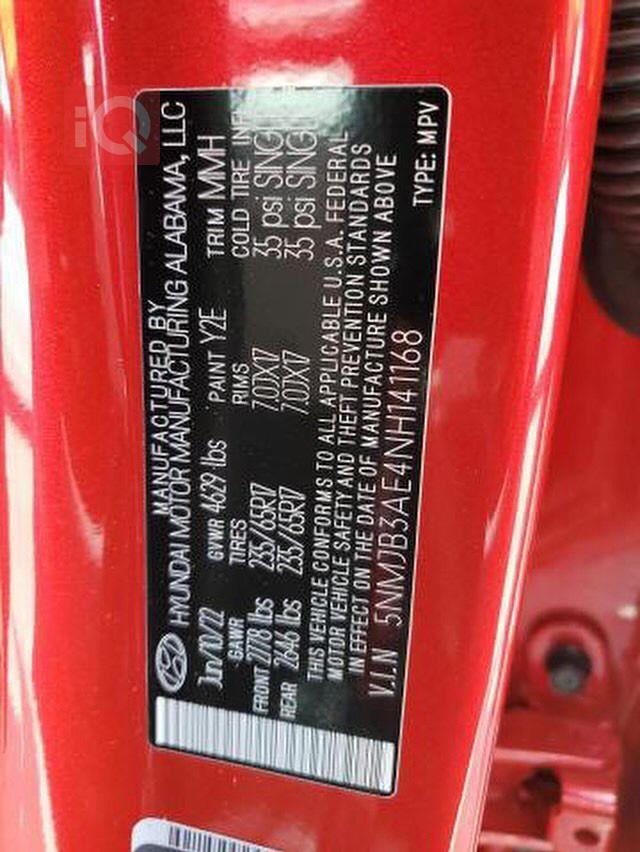 iQ
MANUFACTURED BY
HYUNDAI MOTOR MANUFACTURING ALABAMA, LLC
Jun/10/22 GVWR 4629 lbs PAINT Y2E TRIM MMH
GAWR TIRES RIMS COLD TIRE
FRONT 2778 lbs 235/65R17 7.0JX17 35 psi
REAR 2646 lbs 235/65R17 7.0JX17 35 psi
THIS VEHICLE CONFORMS TO ALL APPLICABLE U.S.A. FEDERAL
MOTOR VEHICLE SAFETY AND THEFT PREVENTION STANDARDS
IN EFFECT ON THE DATE OF MANUFACTURE SHOWN ABOVE
V.I.N 5NMJB3AE4NH141168 TYPE: MPV